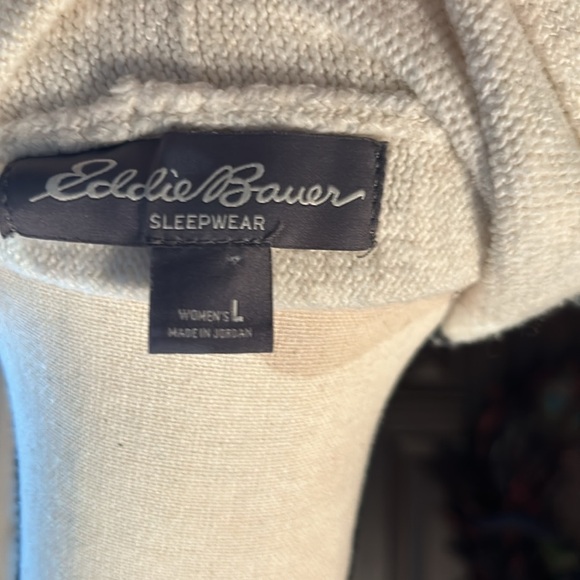 Eddie Bauer
SLEEPWEAR
WOMEN'S L
MADE IN JORDAN